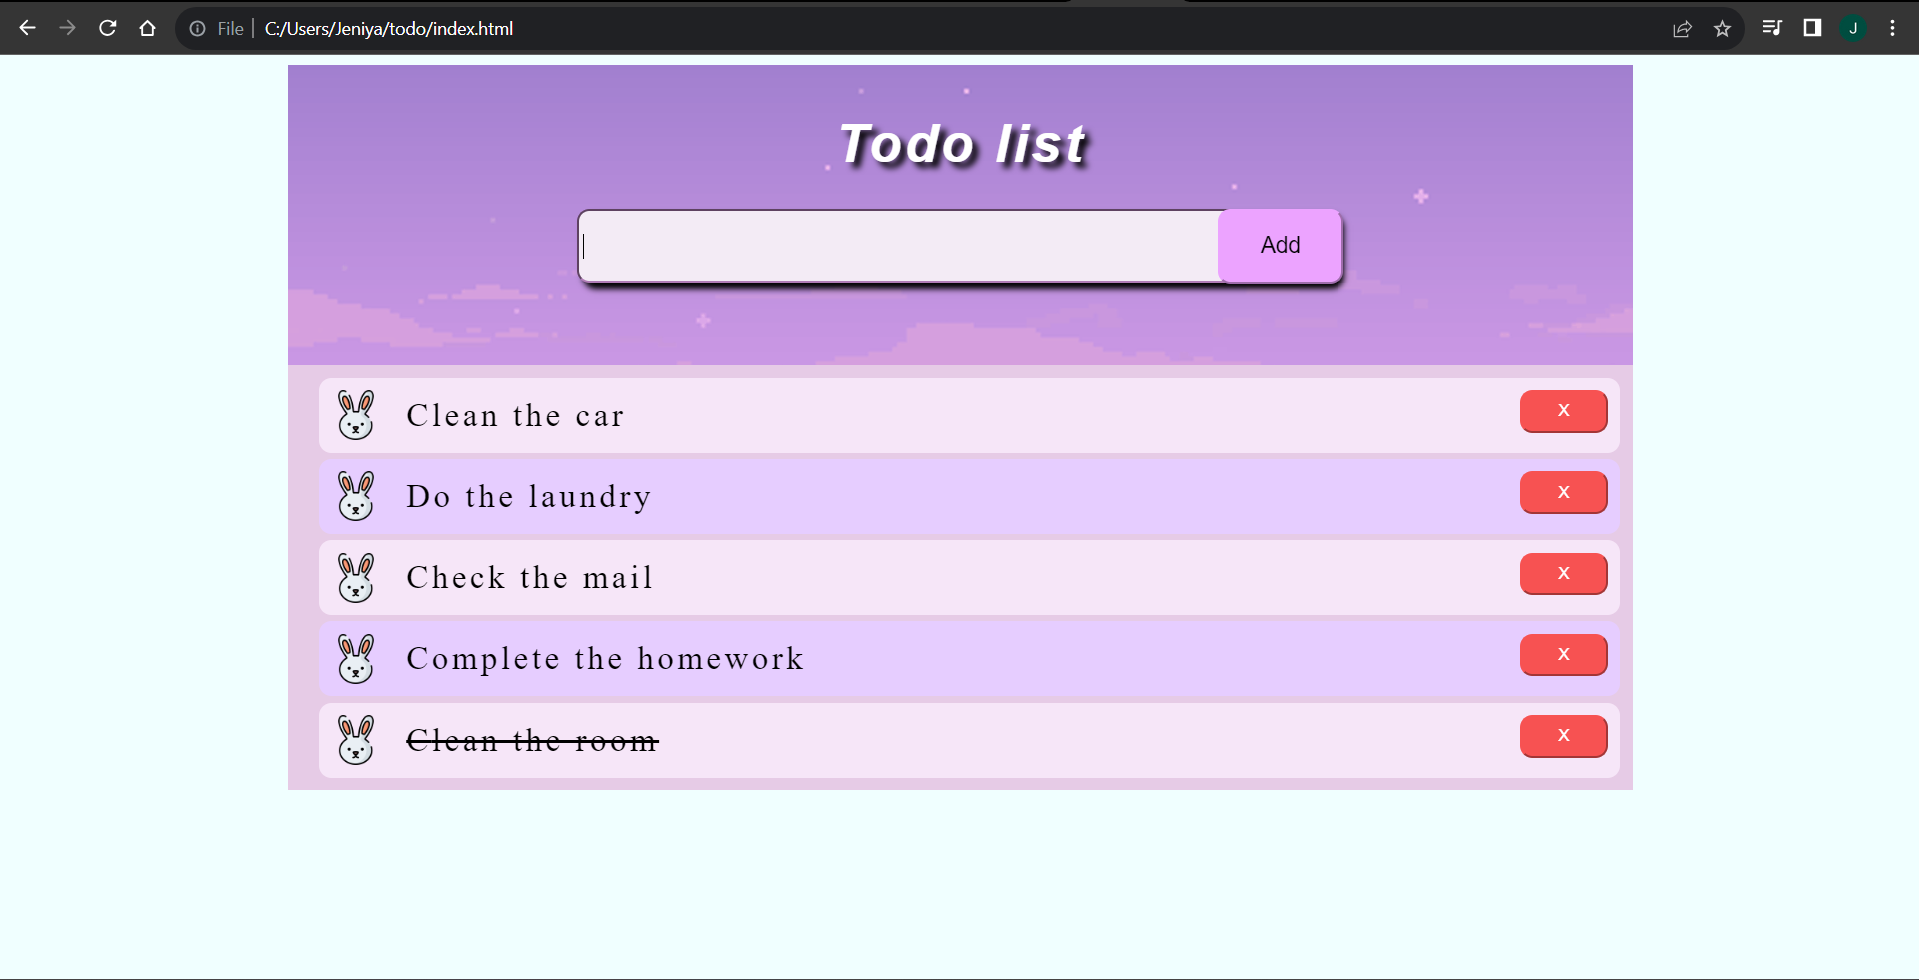 File | C:/Users/Jeniya/todo/index.html
J
Todo list
Add
Clean the car
x
Do the laundry
x
Check the mail
x
Complete the homework
x
Clean the room
x